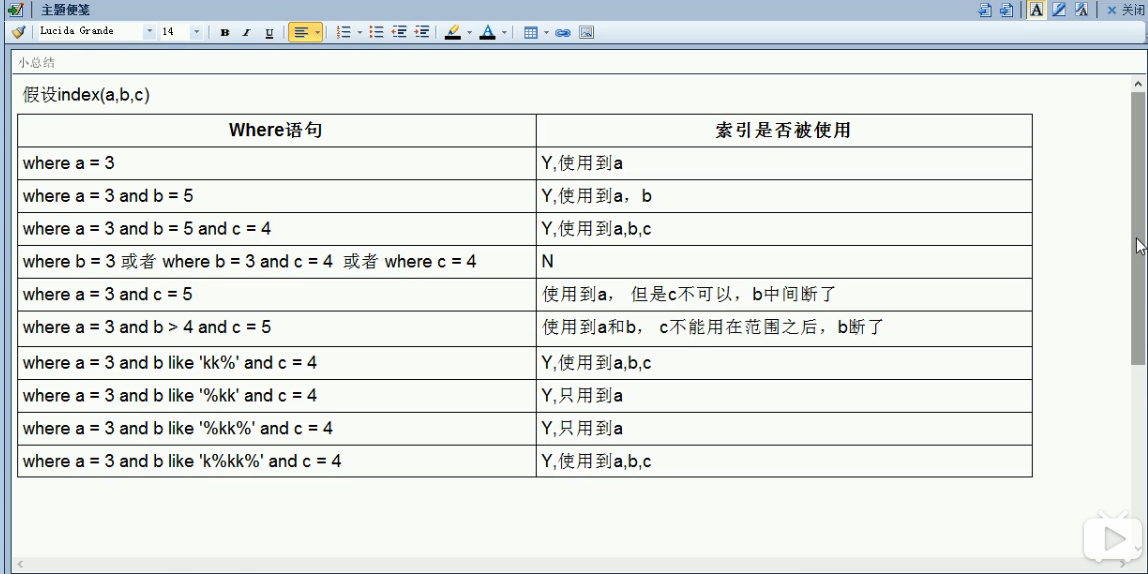 主题便笺
关闭
Lucida Grande 14 B I U A A A
小总结
假设index(a,b,c)
Where语句 索引是否被使用
where a = 3 Y,使用到a
where a = 3 and b = 5 Y,使用到a，b
where a = 3 and b = 5 and c = 4 Y,使用到a,b,c
where b = 3 或者 where b = 3 and c = 4 或者 where c = 4 N
where a = 3 and c = 5 使用到a， 但是c不可以，b中间断了
where a = 3 and b > 4 and c = 5 使用到a和b， c不能用在范围之后，b断了
where a = 3 and b like 'kk%' and c = 4 Y,使用到a,b,c
where a = 3 and b like '%kk' and c = 4 Y,只用到a
where a = 3 and b like '%kk%' and c = 4 Y,只用到a
where a = 3 and b like 'k%kk%' and c = 4 Y,使用到a,b,c